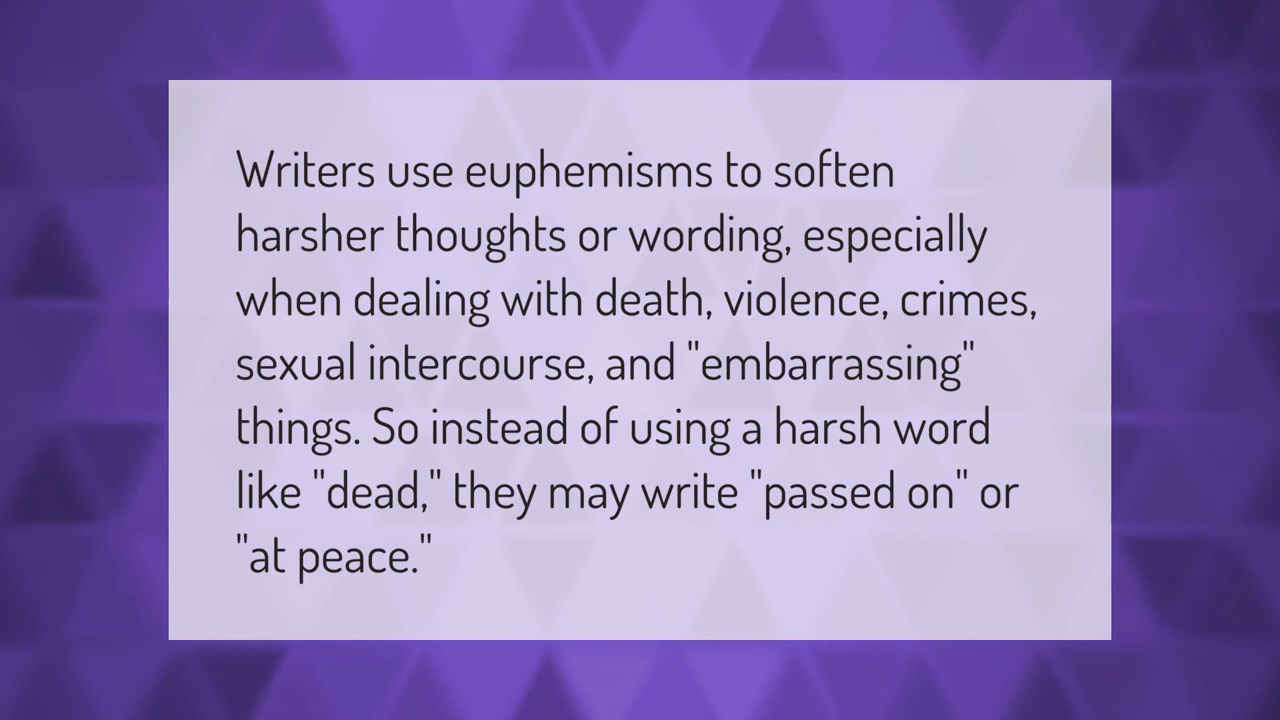 Writers use euphemisms to soften
harsher thoughts or wording, especially
when dealing with death, violence, crimes,
sexual intercourse, and "embarrassing"
things. So instead of using a harsh word
like "dead," they may write "passed on" or
"at peace."